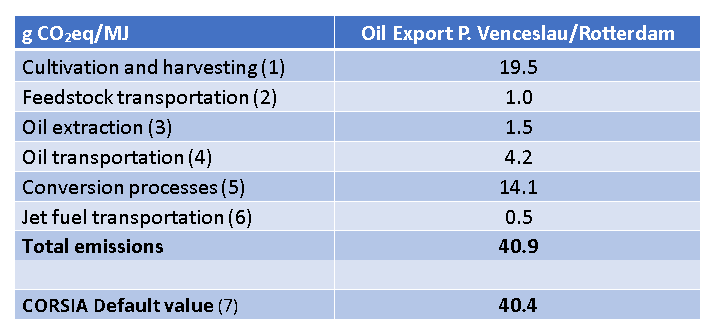 g CO₂eq/MJ Oil Export P. Venceslau/Rotterdam
Cultivation and harvesting (1) 19.5
Feedstock transportation (2) 1.0
Oil extraction (3) 1.5
Oil transportation (4) 4.2
Conversion processes (5) 14.1
Jet fuel transportation (6) 0.5
Total emissions 40.9
CORSIA Default value (7) 40.4